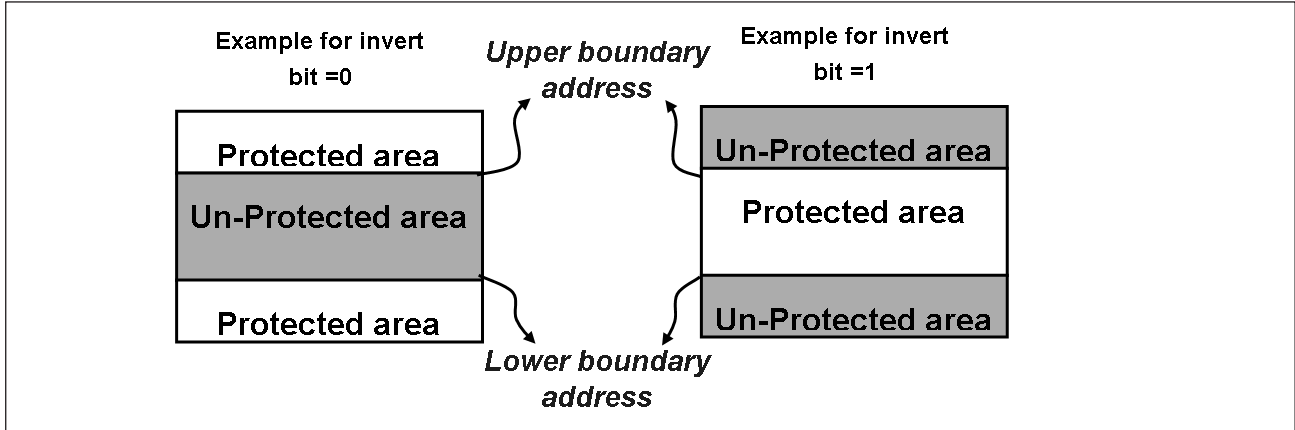 Example for invert
bit =0
Protected area
Un-Protected area
Protected area
Upper boundary
address
Lower boundary
address
Example for invert
bit =1
Un-Protected area
Protected area
Un-Protected area